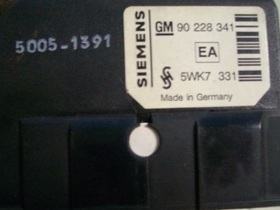 5005-1391
SIEMENS
GM 90 228 341
EA
5WK7 331
Made in Germany